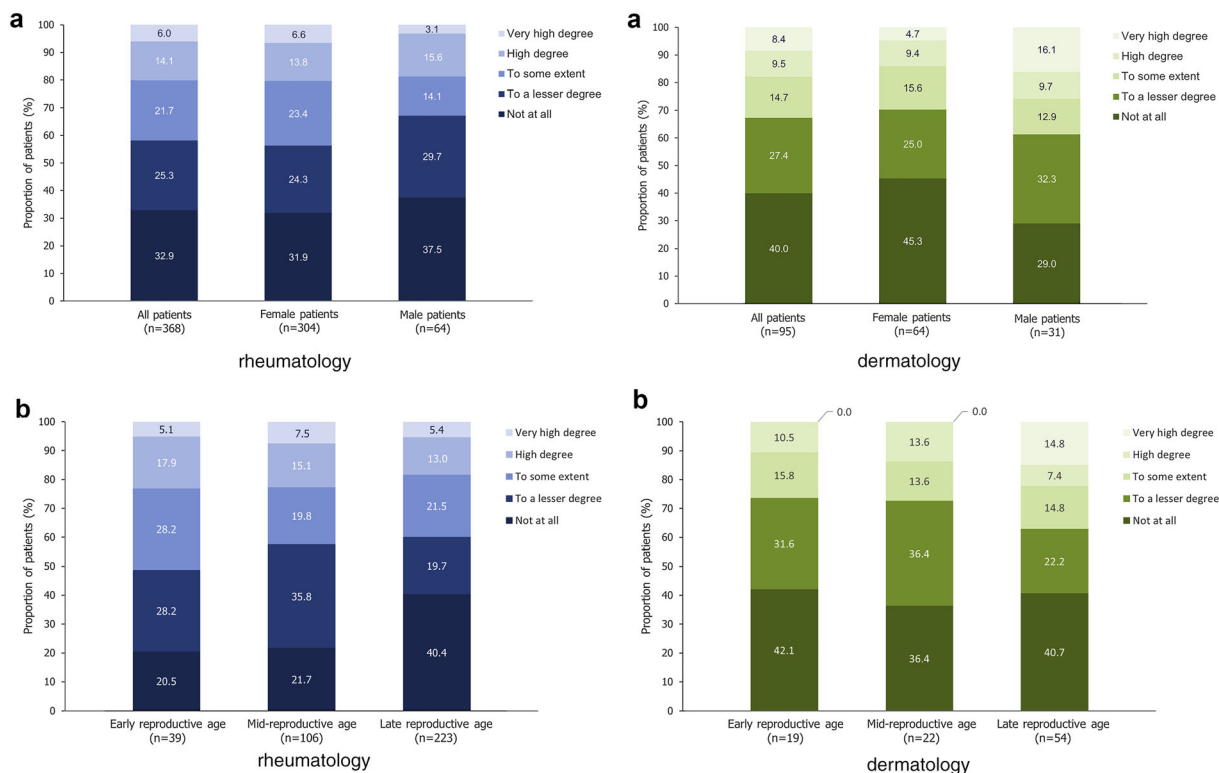 a
Proportion of patients (%)
100
90
80
70
60
50
40
30
20
10
0
6.0
14.1
21.7
25.3
32.9
6.6
13.8
23.4
24.3
31.9
3.1
15.6
14.1
29.7
37.5
Very high degree
High degree
To some extent
To a lesser degree
Not at all
All patients
(n=368)
Female patients
(n=304)
Male patients
(n=64)
rheumatology
a
Proportion of patients (%)
100
90
80
70
60
50
40
30
20
10
0
8.4
9.5
14.7
27.4
40.0
4.7
9.4
15.6
25.0
45.3
16.1
9.7
12.9
32.3
29.0
Very high degree
High degree
To some extent
To a lesser degree
Not at all
All patients
(n=95)
Female patients
(n=64)
Male patients
(n=31)
dermatology
b
Proportion of patients (%)
100
90
80
70
60
50
40
30
20
10
0
5.1
17.9
28.2
28.2
20.5
7.5
15.1
19.8
35.8
21.7
5.4
13.0
21.5
19.7
40.4
Very high degree
High degree
To some extent
To a lesser degree
Not at all
Early reproductive age
(n=39)
Mid-reproductive age
(n=106)
Late reproductive age
(n=223)
rheumatology
b
Proportion of patients (%)
100
90
80
70
60
50
40
30
20
10
0
0.0
10.5
15.8
31.6
42.1
0.0
13.6
13.6
36.4
36.4
14.8
7.4
14.8
22.2
40.7
Very high degree
High degree
To some extent
To a lesser degree
Not at all
Early reproductive age
(n=19)
Mid-reproductive age
(n=22)
Late reproductive age
(n=54)
dermatology